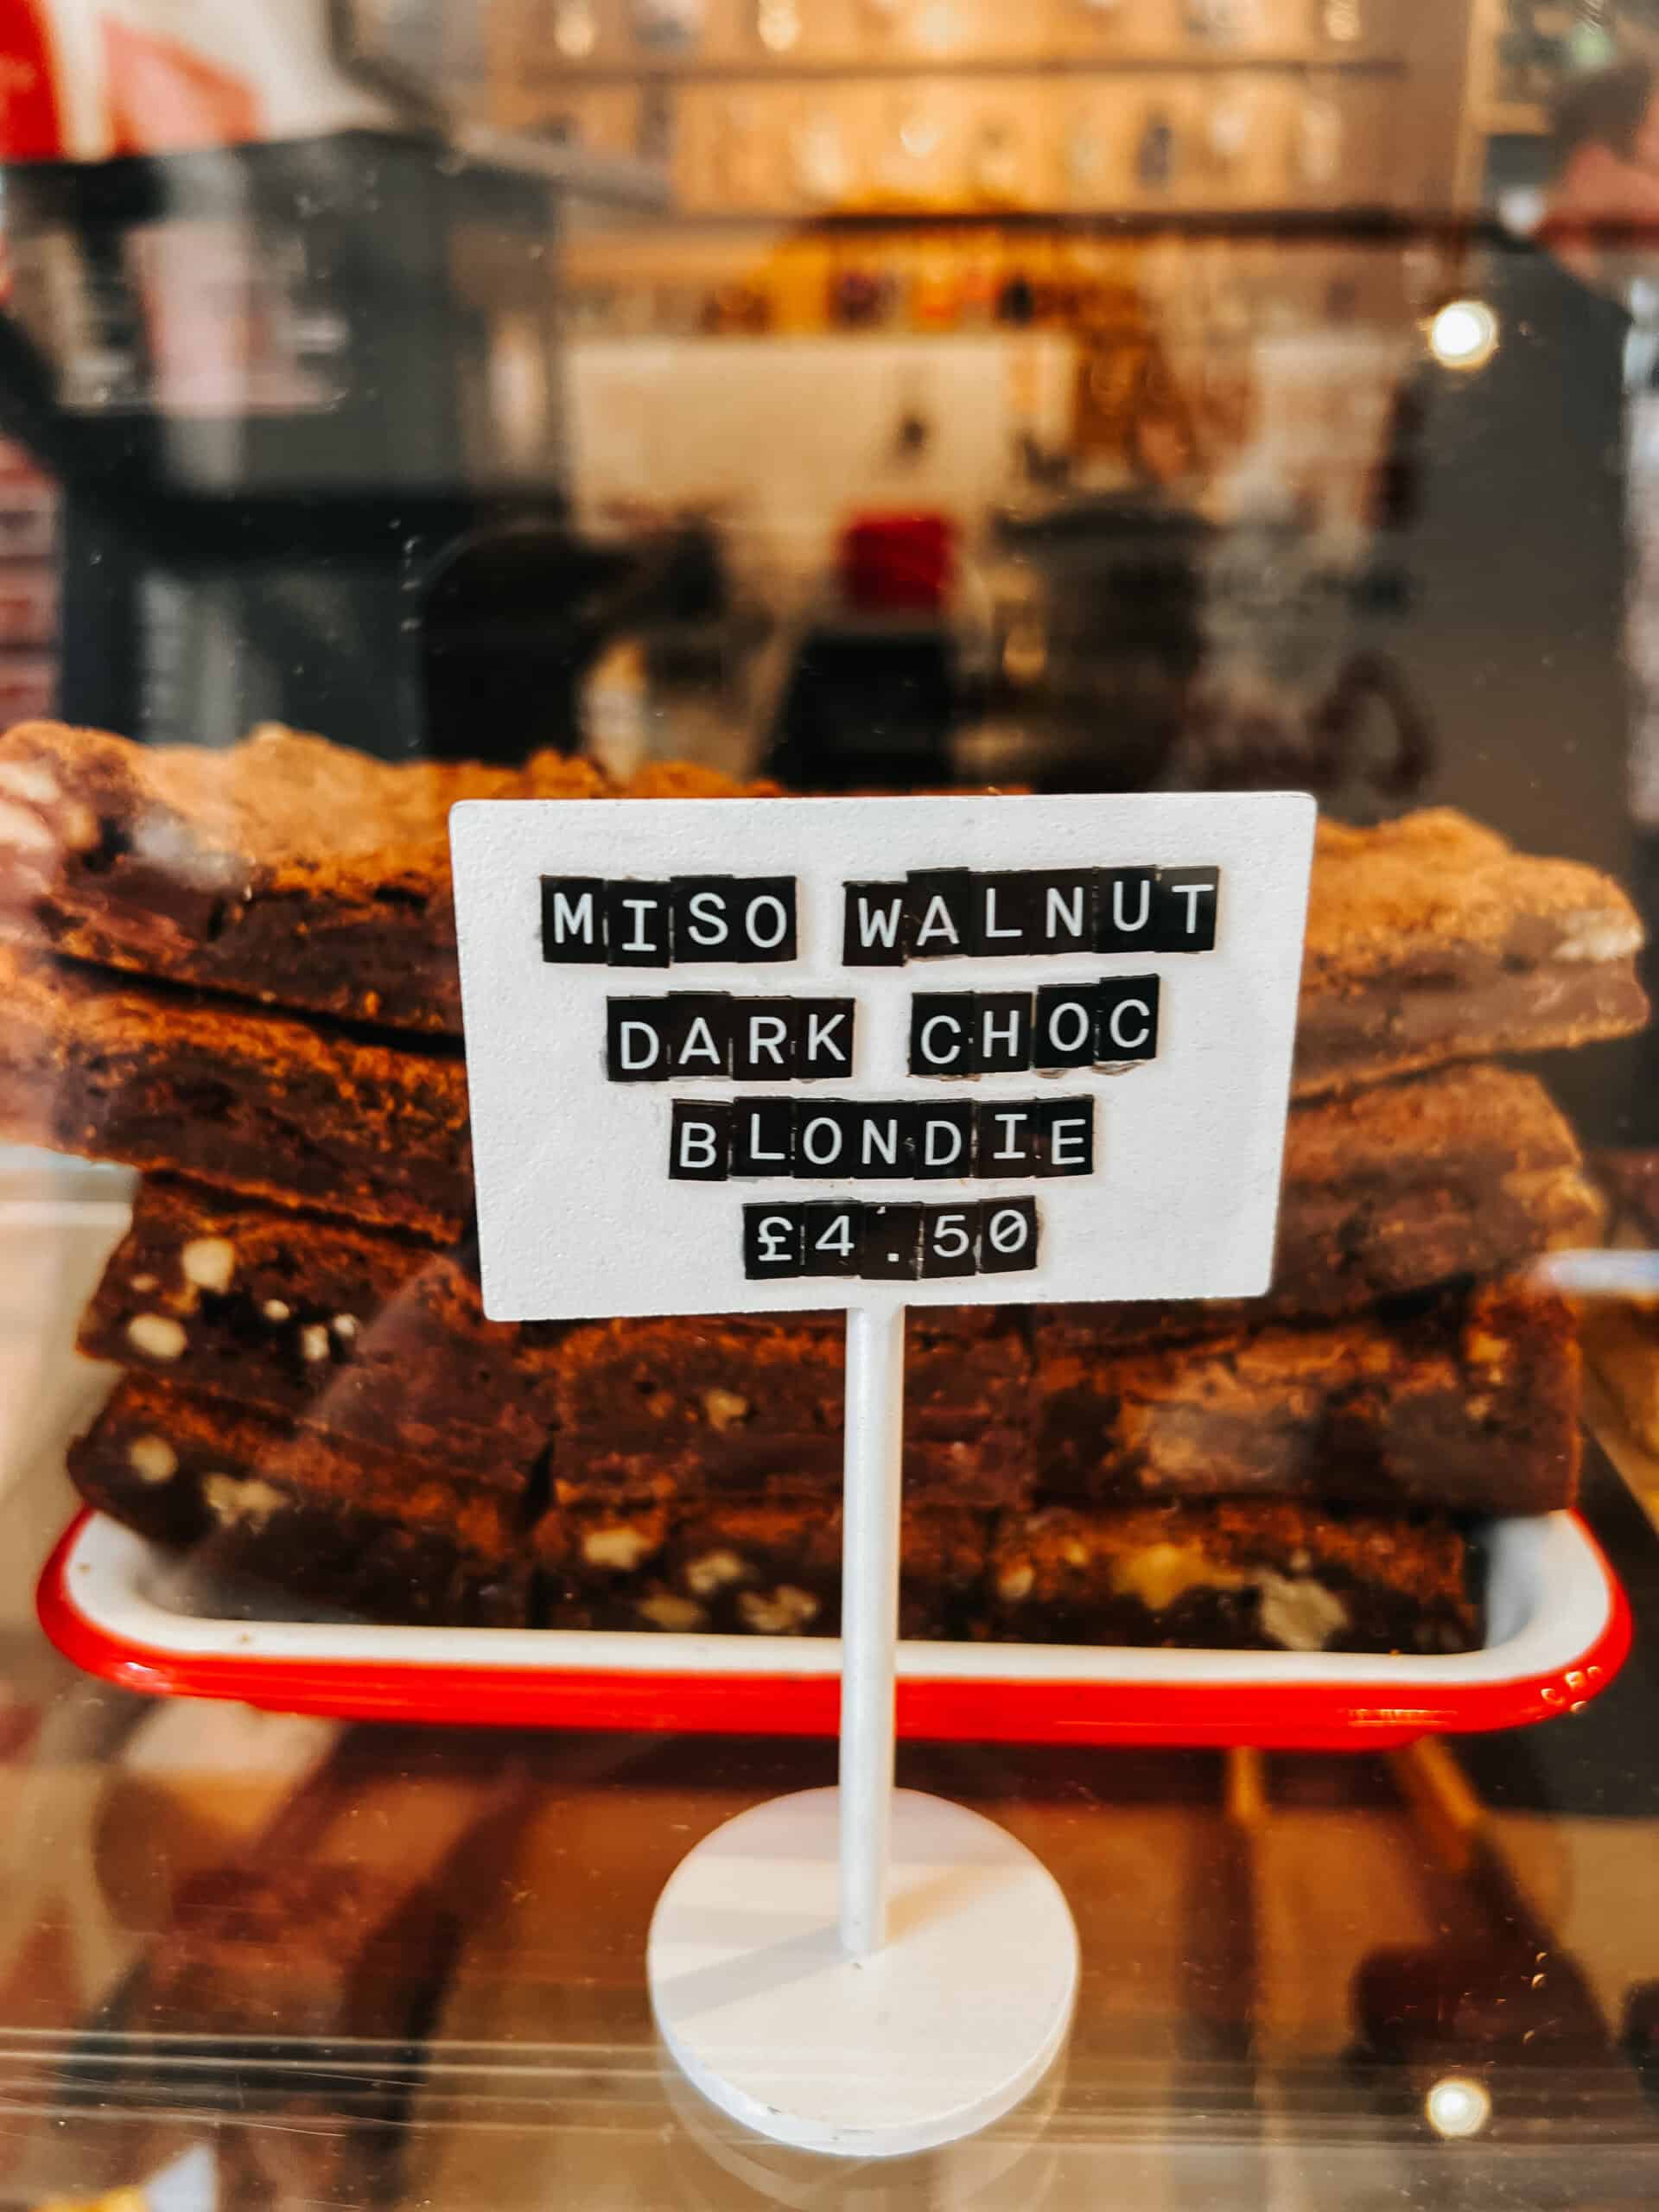 MISO WALNUT
DARK CHOC
BLONDIE
£4.50